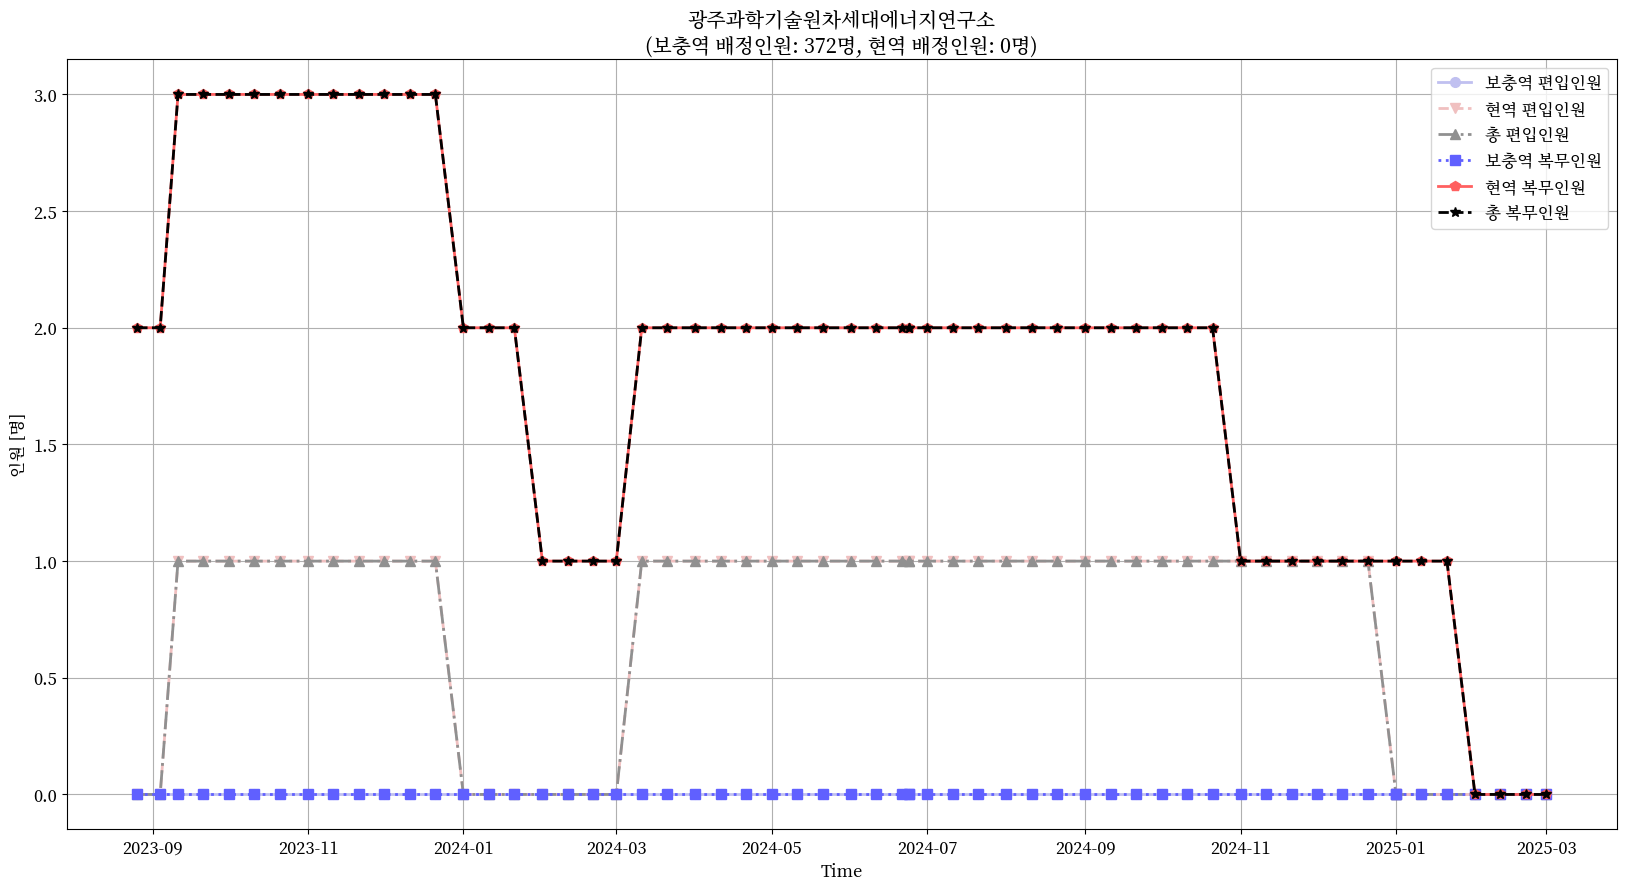 광주과학기술원차세대에너지연구소
(보충역 배정인원: 372명, 현역 배정인원: 0명)
보충역 편입인원
현역 편입인원
총 편입인원
보충역 복무인원
현역 복무인원
총 복무인원
인원 [명]
3.0
2.5
2.0
1.5
1.0
0.5
0.0
2023-09
2023-11
2024-01
2024-03
2024-05
2024-07
2024-09
2024-11
2025-01
2025-03
Time